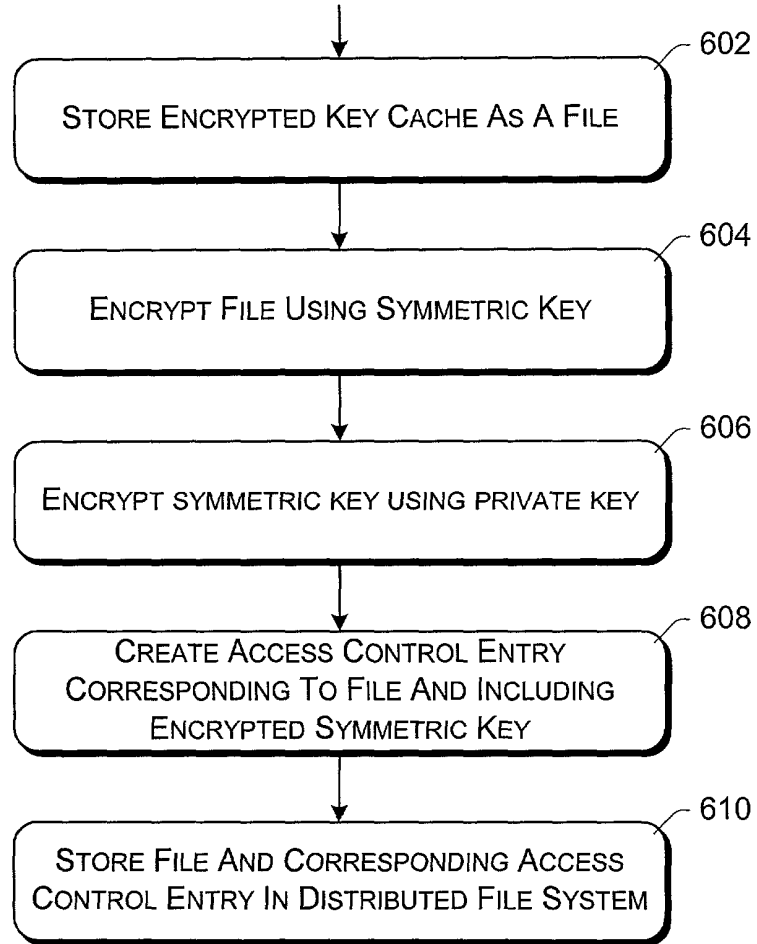 602
STORE ENCRYPTED KEY CACHE AS A FILE
604
ENCRYPT FILE USING SYMMETRIC KEY
606
ENCRYPT SYMMETRIC KEY USING PRIVATE KEY
608
CREATE ACCESS CONTROL ENTRY
CORRESPONDING TO FILE AND INCLUDING
ENCRYPTED SYMMETRIC KEY
610
STORE FILE AND CORRESPONDING ACCESS
CONTROL ENTRY IN DISTRIBUTED FILE SYSTEM